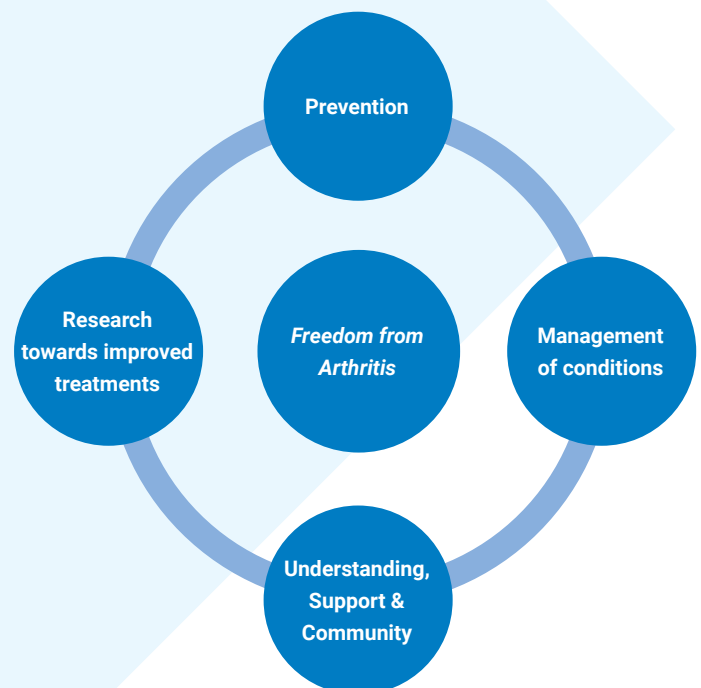 Prevention
Research
towards improved
treatments
Freedom from
Arthritis
Management
of conditions
Understanding,
Support &
Community